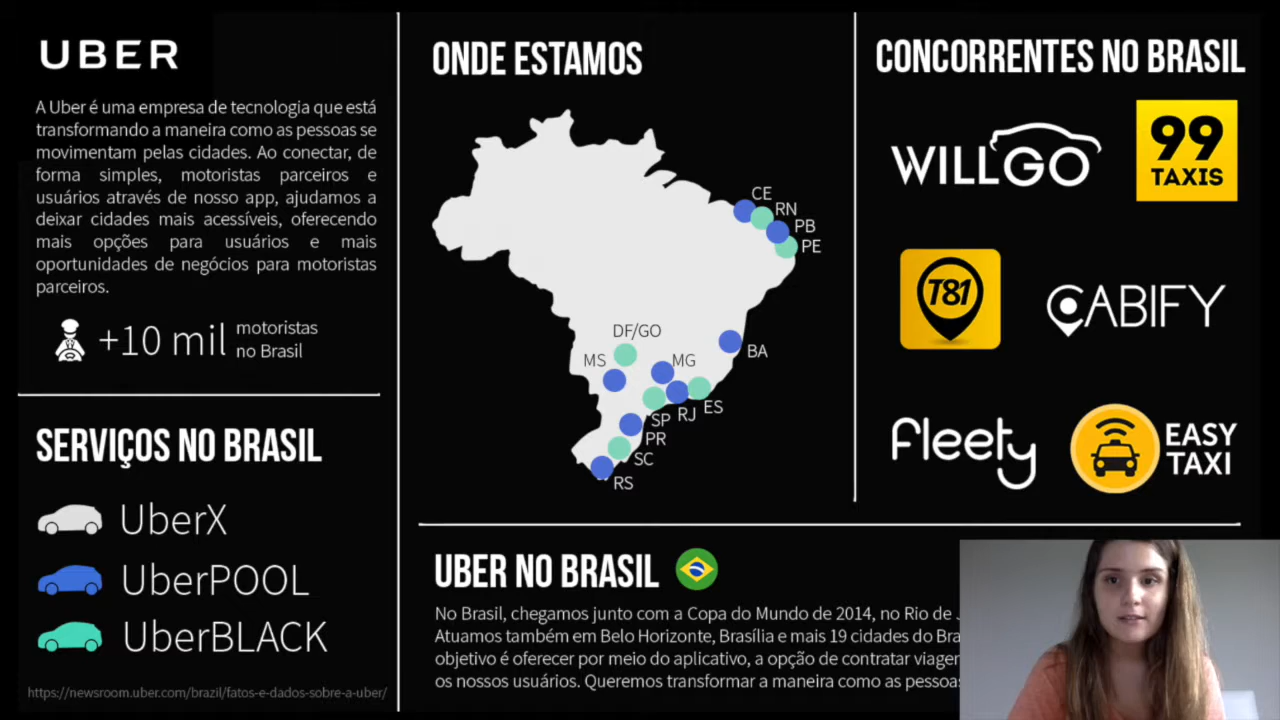 UBER
A Uber é uma empresa de tecnologia que está
transformando a maneira como as pessoas se
movimentam pelas cidades. Ao conectar, de
forma simples, motoristas parceiros e
usuários através de nosso app, ajudamos a
deixar cidades mais acessíveis, oferecendo
mais opções para usuários e mais
oportunidades de negócios para motoristas
parceiros.
+10 mil
motoristas
no Brasil
SERVIÇOS NO BRASIL
UberX
UberPOOL
UberBLACK
https://newsroom.uber.com/brazil/fatos-e-dados-sobre-a-uber/
ONDE ESTAMOS
CE
RN
PB
PE
DF/GO
MS
MG
BA
ES
RJ
SP
PR
SC
RS
CONCORRENTES NO BRASIL
WILLGO
99
TAXIS
T81
CABIFY
Fleety
EASY
TAXI
UBER NO BRASIL
No Brasil, chegamos junto com a Copa do Mundo de 2014, no Rio de
Atuamos também em Belo Horizonte, Brasília e mais 19 cidades do
objetivo é oferecer por meio do aplicativo, a opção de contratar
os nossos usuários. Queremos transformar a maneira como as pessoas